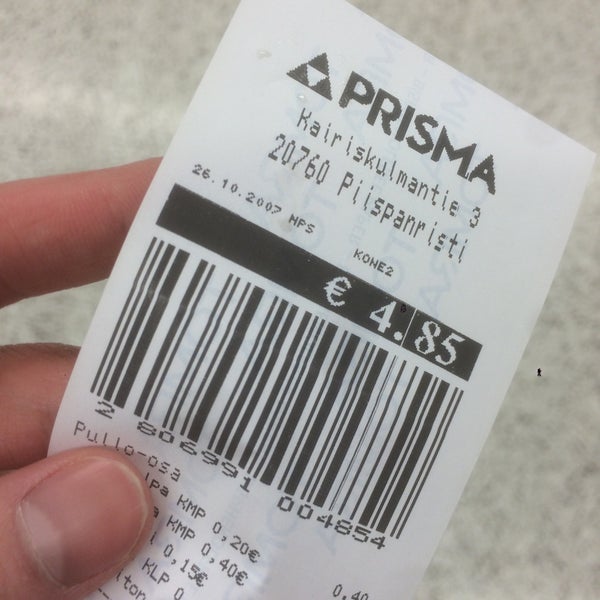 PRISMA
Kairiskulmantie 3
20760 Piispanristi
26.10.2007 MPS KONE2
€ 4.85
2 806991 004854
Pullo-osa
KMP 0,20€
KMP 0,40€
0,15€
KLP 0
0,40